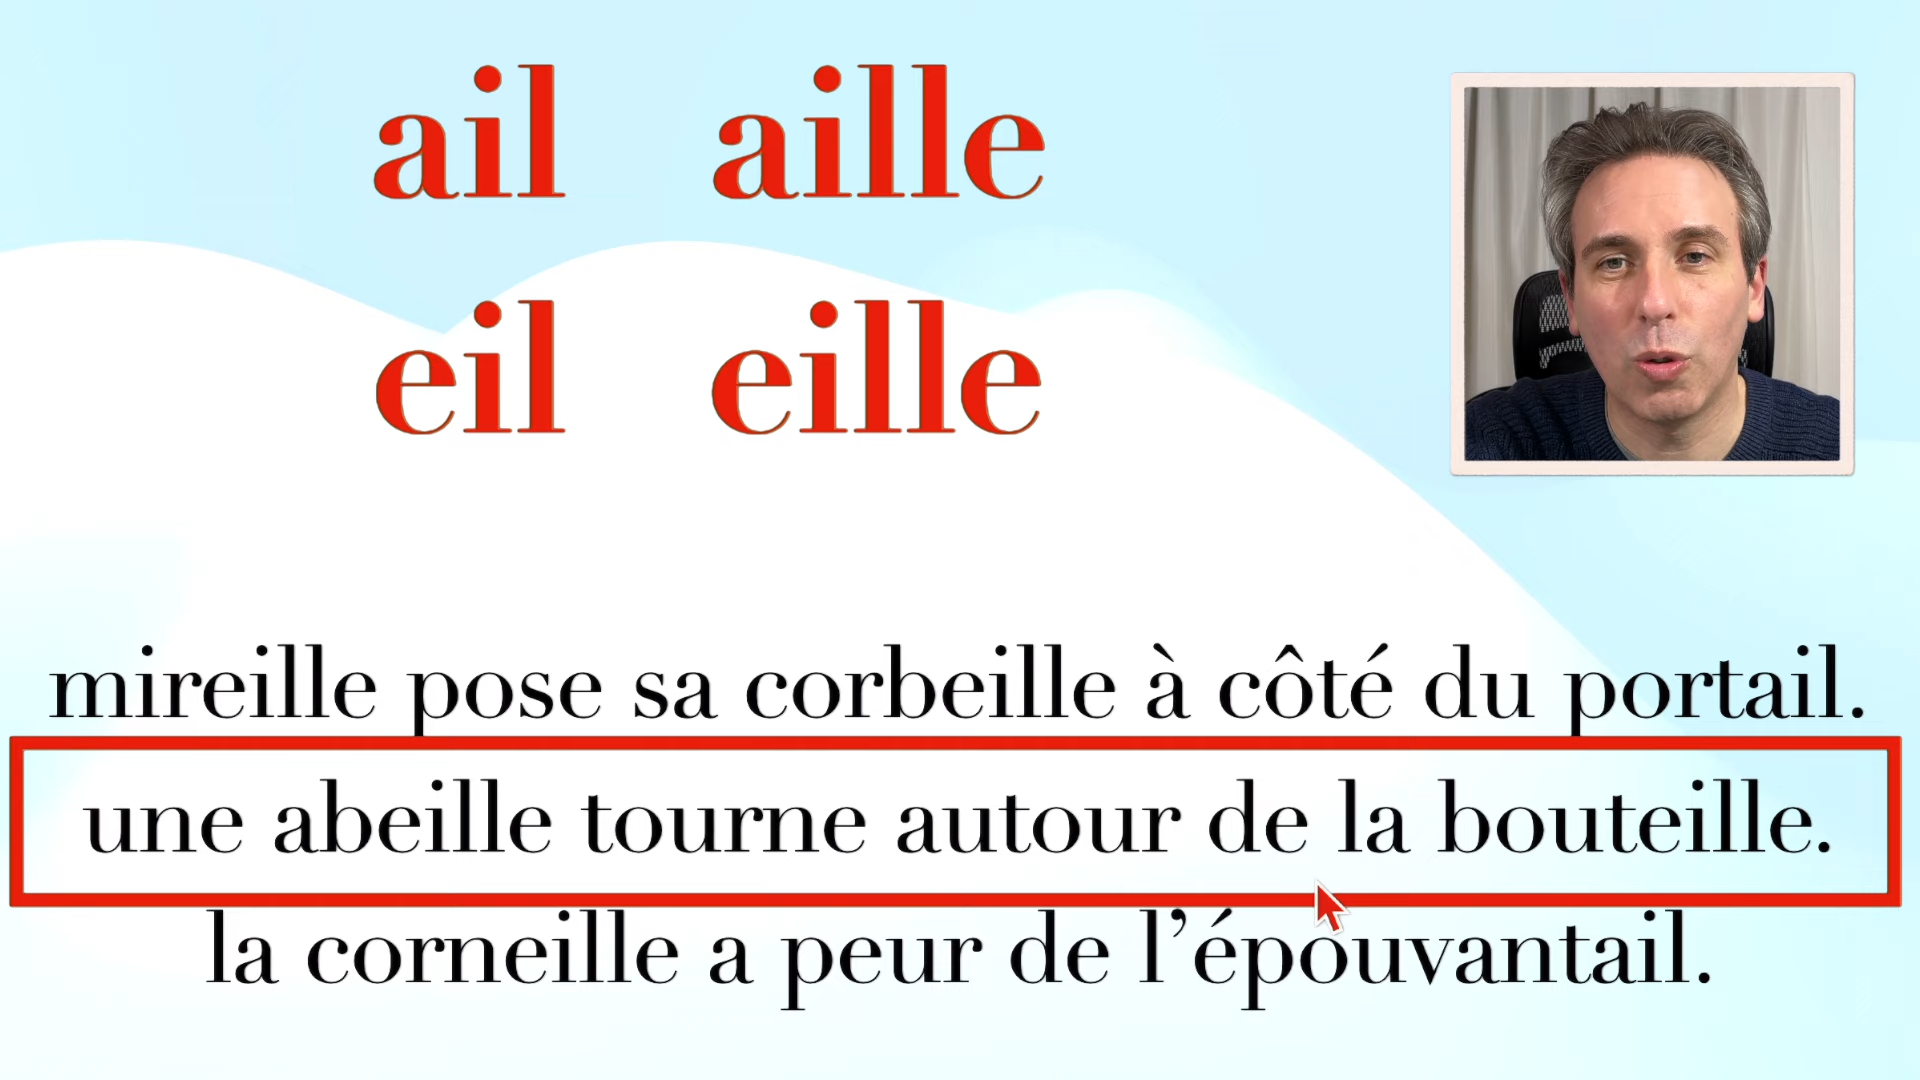 ail aille
eil eille
mireille pose sa corbeille à côté du portail.
une abeille tourne autour de la bouteille.
la corneille a peur de l’épouvantail.